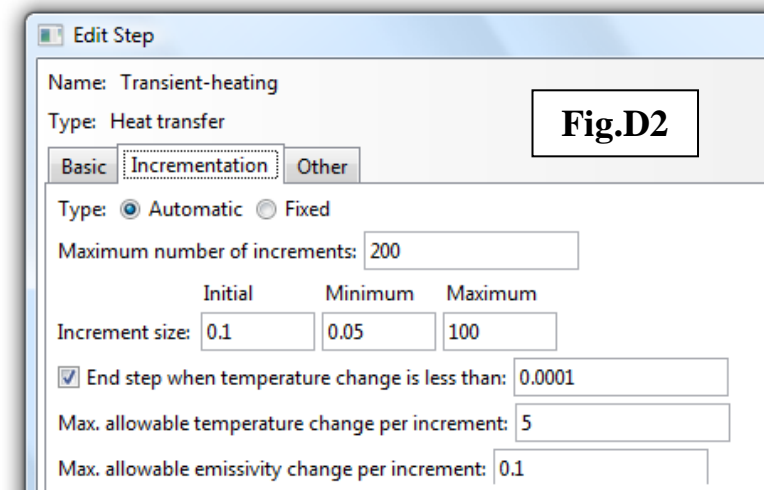 Edit Step
Name: Transient-heating
Type: Heat transfer
Fig.D2
Basic Incrementation Other
Type: Automatic Fixed
Maximum number of increments: 200
Initial Minimum Maximum
Increment size: 0.1 0.05 100
End step when temperature change is less than: 0.0001
Max. allowable temperature change per increment: 5
Max. allowable emissivity change per increment: 0.1